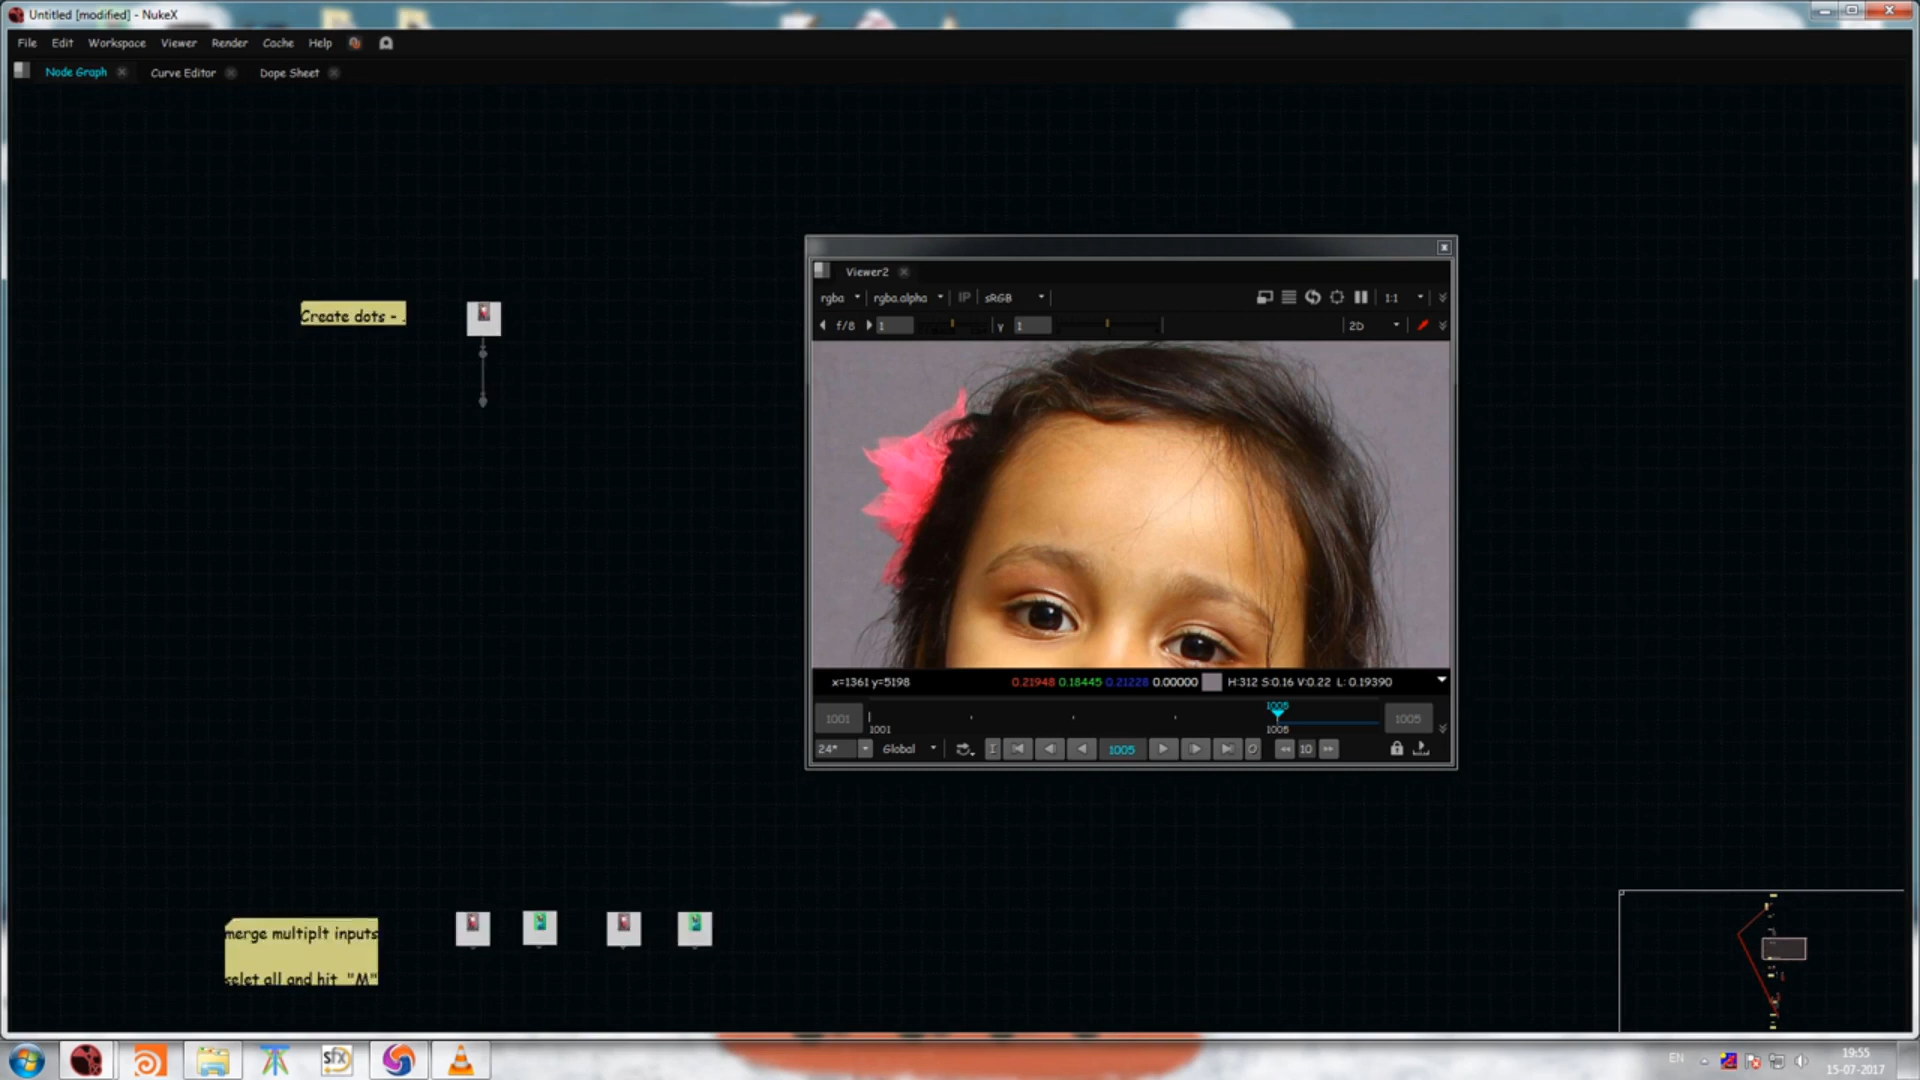 Untitled [modified] - NukeX
File Edit Workspace Viewer Render Cache Help
Node Graph Curve Editor Dope Sheet
Create dots - .
Viewer2
rgba rgba.alpha IP sRGB 1:1
f/8 1 y 1 2D
x=1361 y=5198 0.21948 0.18445 0.21228 0.00000 H:312 S:0.16 V:0.22 L: 0.19390
1005
1001 1005
1001 1005
24* Global I 1005 O 10
merge multiplt inputs
selet all and hit "M"
sfx
EN
19:55
15-07-2017